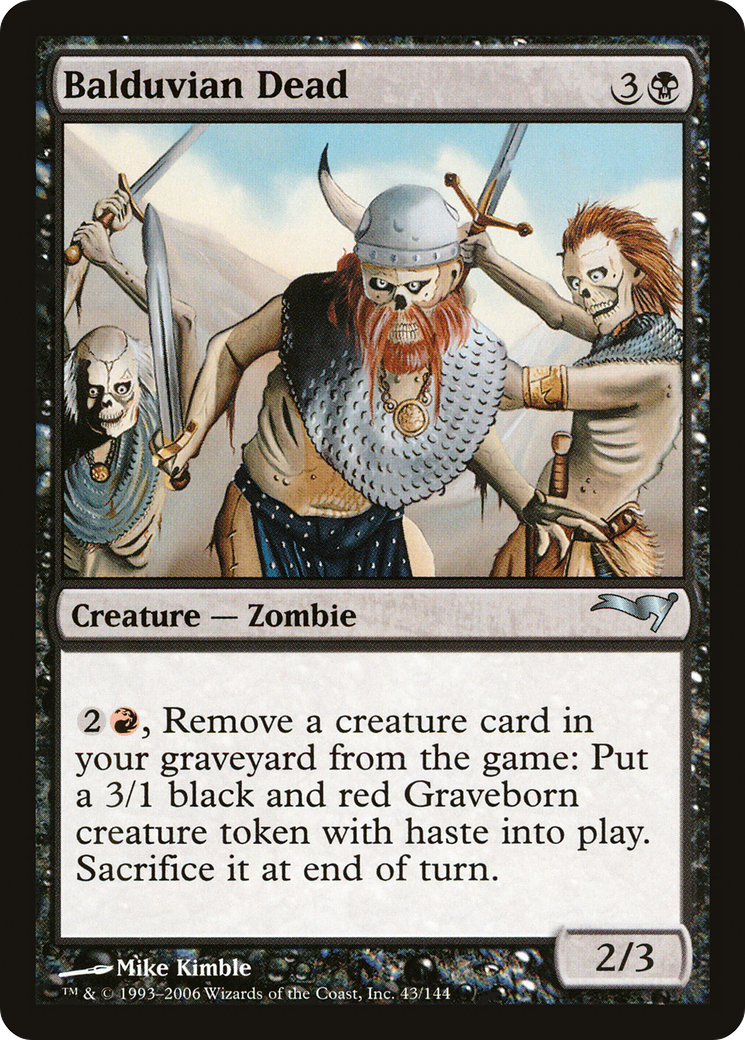 Balduvian Dead 3
Creature — Zombie
2, Remove a creature card in
your graveyard from the game: Put
a 3/1 black and red Graveborn
creature token with haste into play.
Sacrifice it at end of turn.
2/3
Mike Kimble
™ & © 1993–2006 Wizards of the Coast, Inc. 43/144